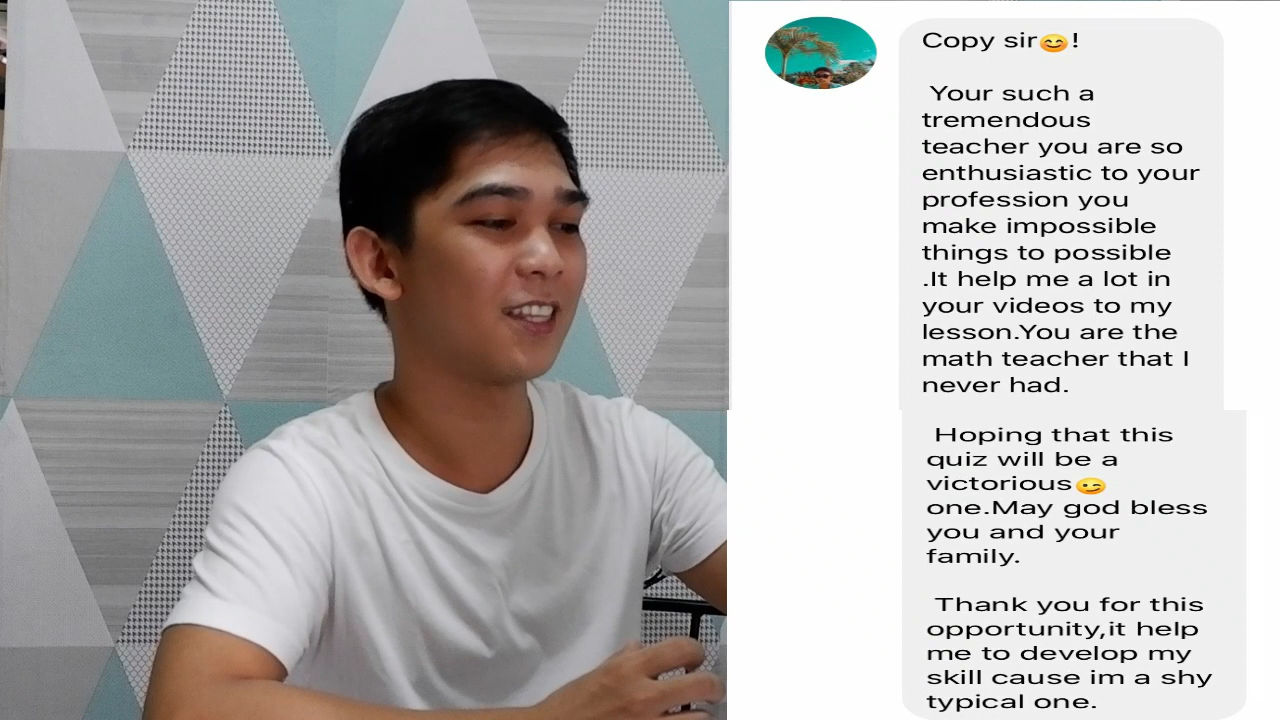 Copy sir😊!
Your such a
tremendous
teacher you are so
enthusiastic to your
profession you
make impossible
things to possible
.It help me a lot in
your videos to my
lesson.You are the
math teacher that I
never had.
Hoping that this
quiz will be a
victorious😉
one.May god bless
you and your
family.
Thank you for this
opportunity,it help
me to develop my
skill cause im a shy
typical one.